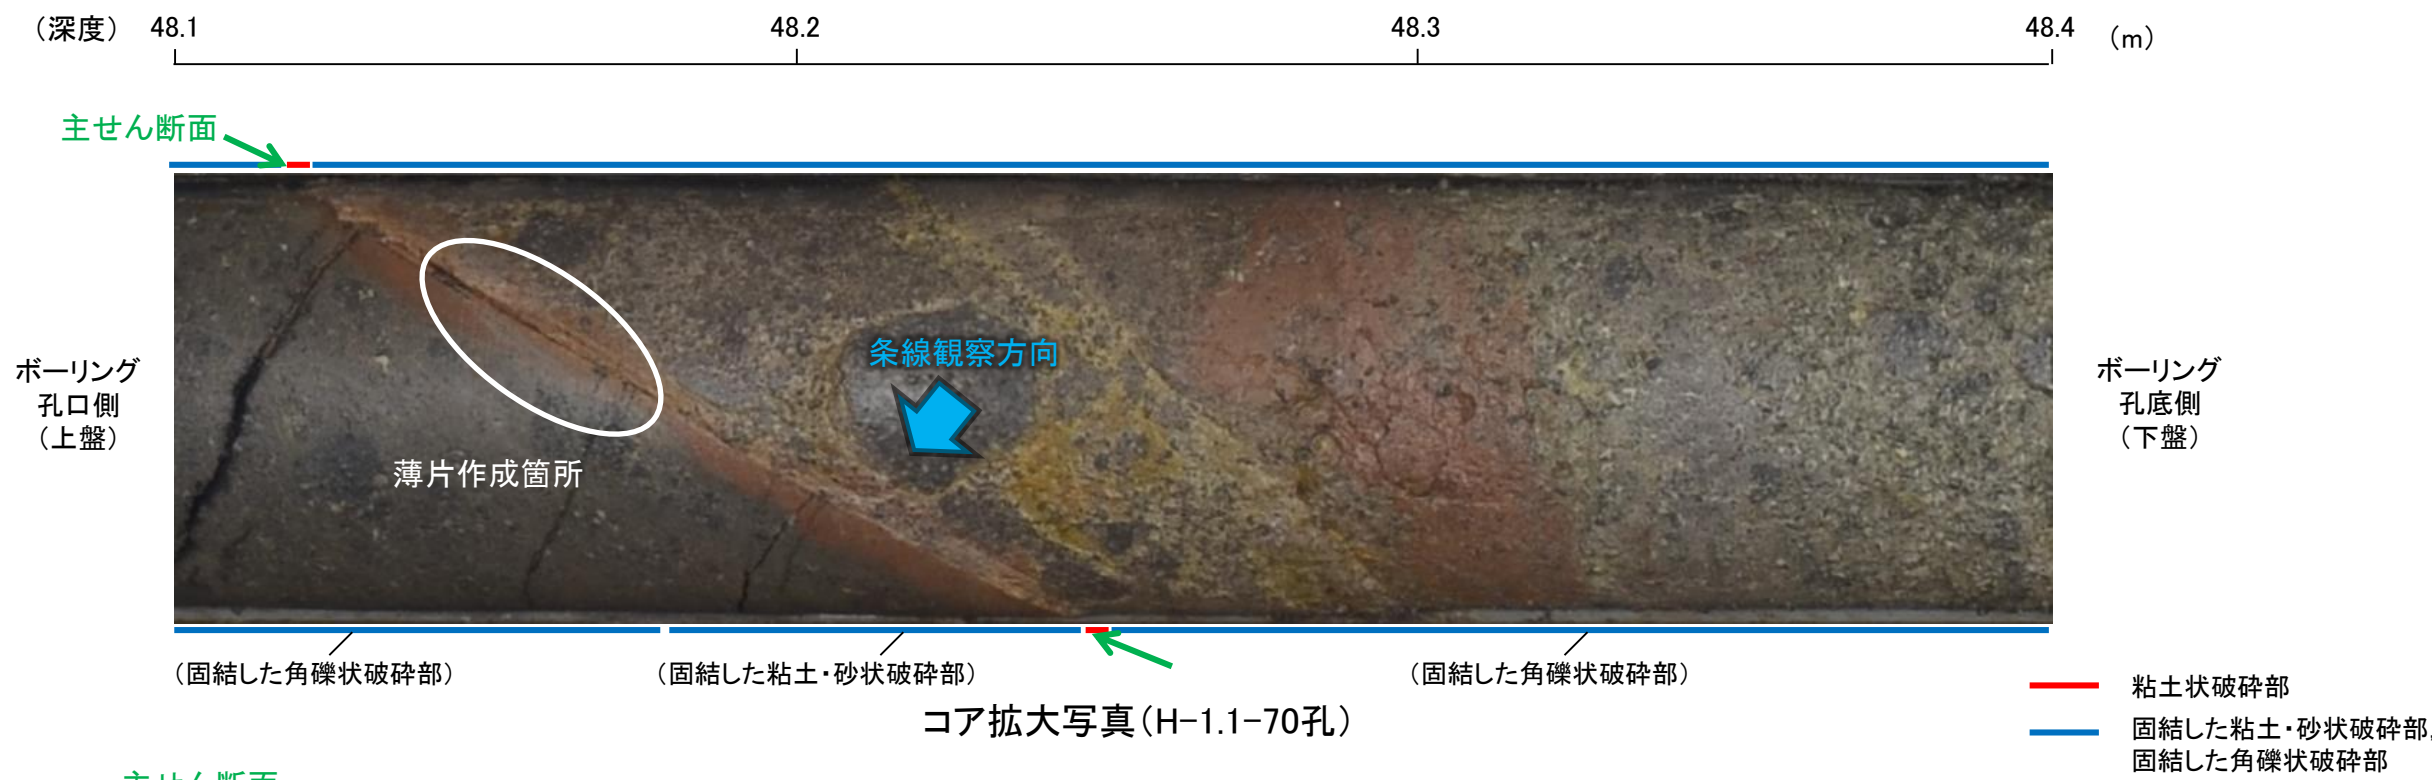 （深度） 48.1 48.2 48.3 48.4 （m）
主せん断面
ボーリング
孔口側
（上盤）
条線観察方向
薄片作成箇所
ボーリング
孔底側
（下盤）
（固結した角礫状破砕部） （固結した粘土・砂状破砕部） （固結した角礫状破砕部）
コア拡大写真（H-1.1-70孔）
粘土状破砕部
固結した粘土・砂状破砕部,
固結した角礫状破砕部
主せん断面